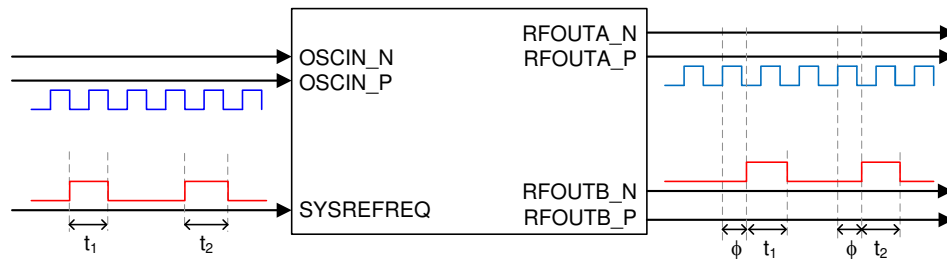 OSCIN_N
OSCIN_P
SYSREFREQ
t1
t2
RFOUTA_N
RFOUTA_P
RFOUTB_N
RFOUTB_P
ϕ t1 ϕ t2